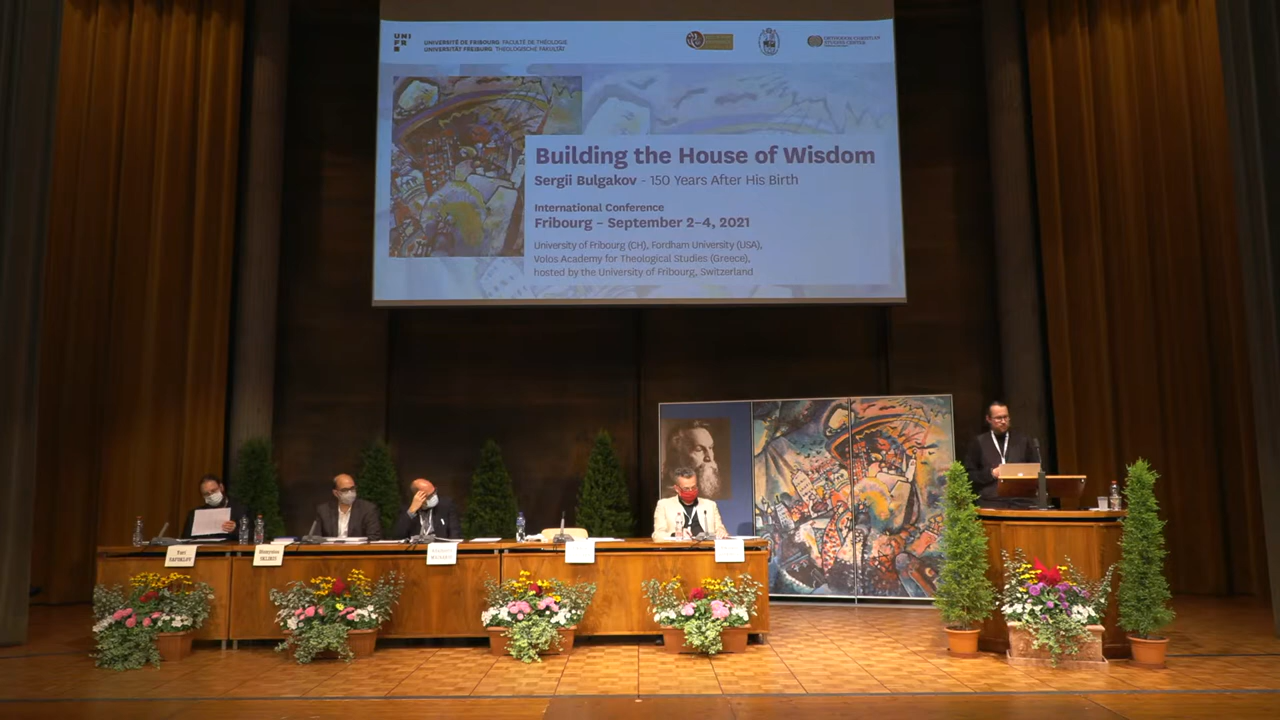 UNI
FR
UNIVERSITÉ DE FRIBOURG FACULTÉ DE THÉOLOGIE
UNIVERSITÄT FREIBURG THEOLOGISCHE FAKULTÄT
Building the House of Wisdom
Sergii Bulgakov - 150 Years After His Birth
International Conference
Fribourg – September 2–4, 2021
University of Fribourg (CH), Fordham University (USA),
Volos Academy for Theological Studies (Greece),
hosted by the University of Fribourg, Switzerland